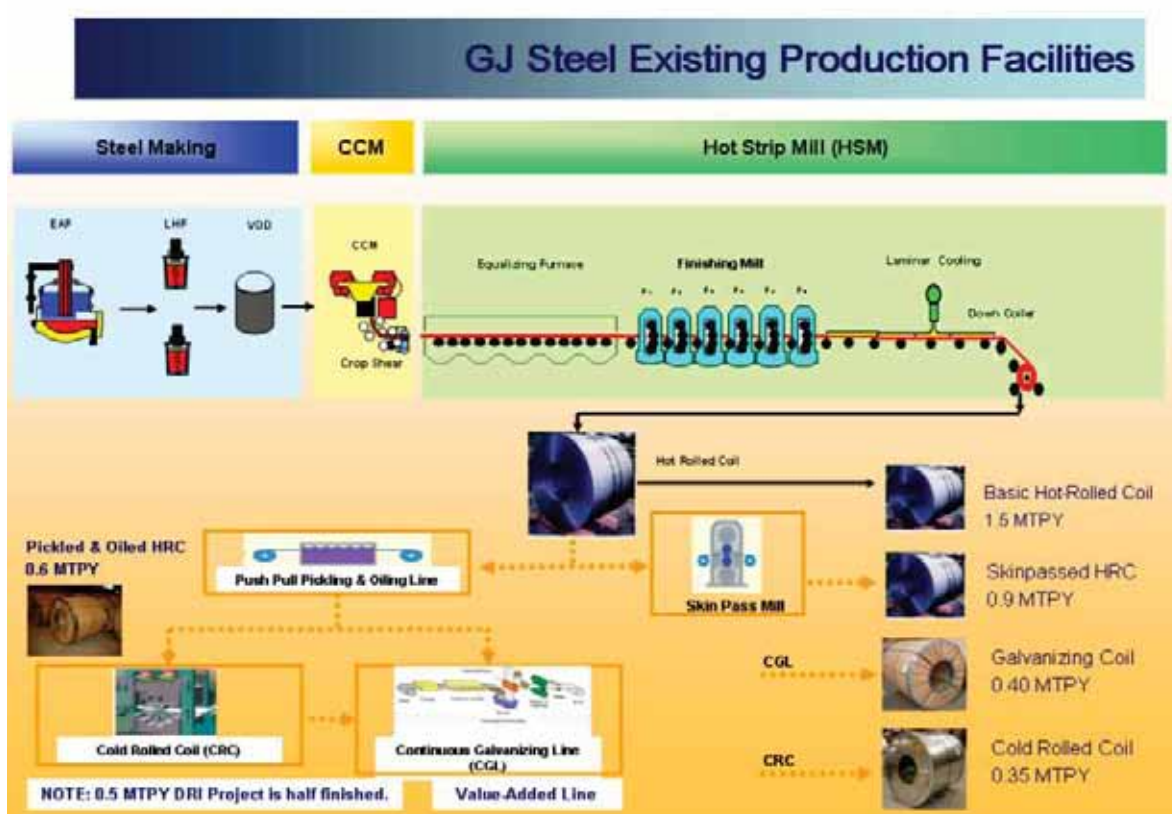 GJ Steel Existing Production Facilities
Steel Making
CCM
Hot Strip Mill (HSM)
EAF
LHF
VOD
CCM
Crop Shear
Equalizing Furnace
Finishing Mill
Laminar Cooling
Down Coiler
Hot Rolled Coil
Basic Hot-Rolled Coil
1.5 MTPY
Pickled & Oiled HRC
0.6 MTPY
Push Pull Pickling & Oiling Line
Skin Pass Mill
Skinpassed HRC
0.9 MTPY
CGL
Galvanizing Coil
0.40 MTPY
Cold Rolled Coil (CRC)
Continuous Galvanizing Line
(CGL)
CRC
Cold Rolled Coil
0.35 MTPY
NOTE: 0.5 MTPY DRI Project is half finished.
Value-Added Line